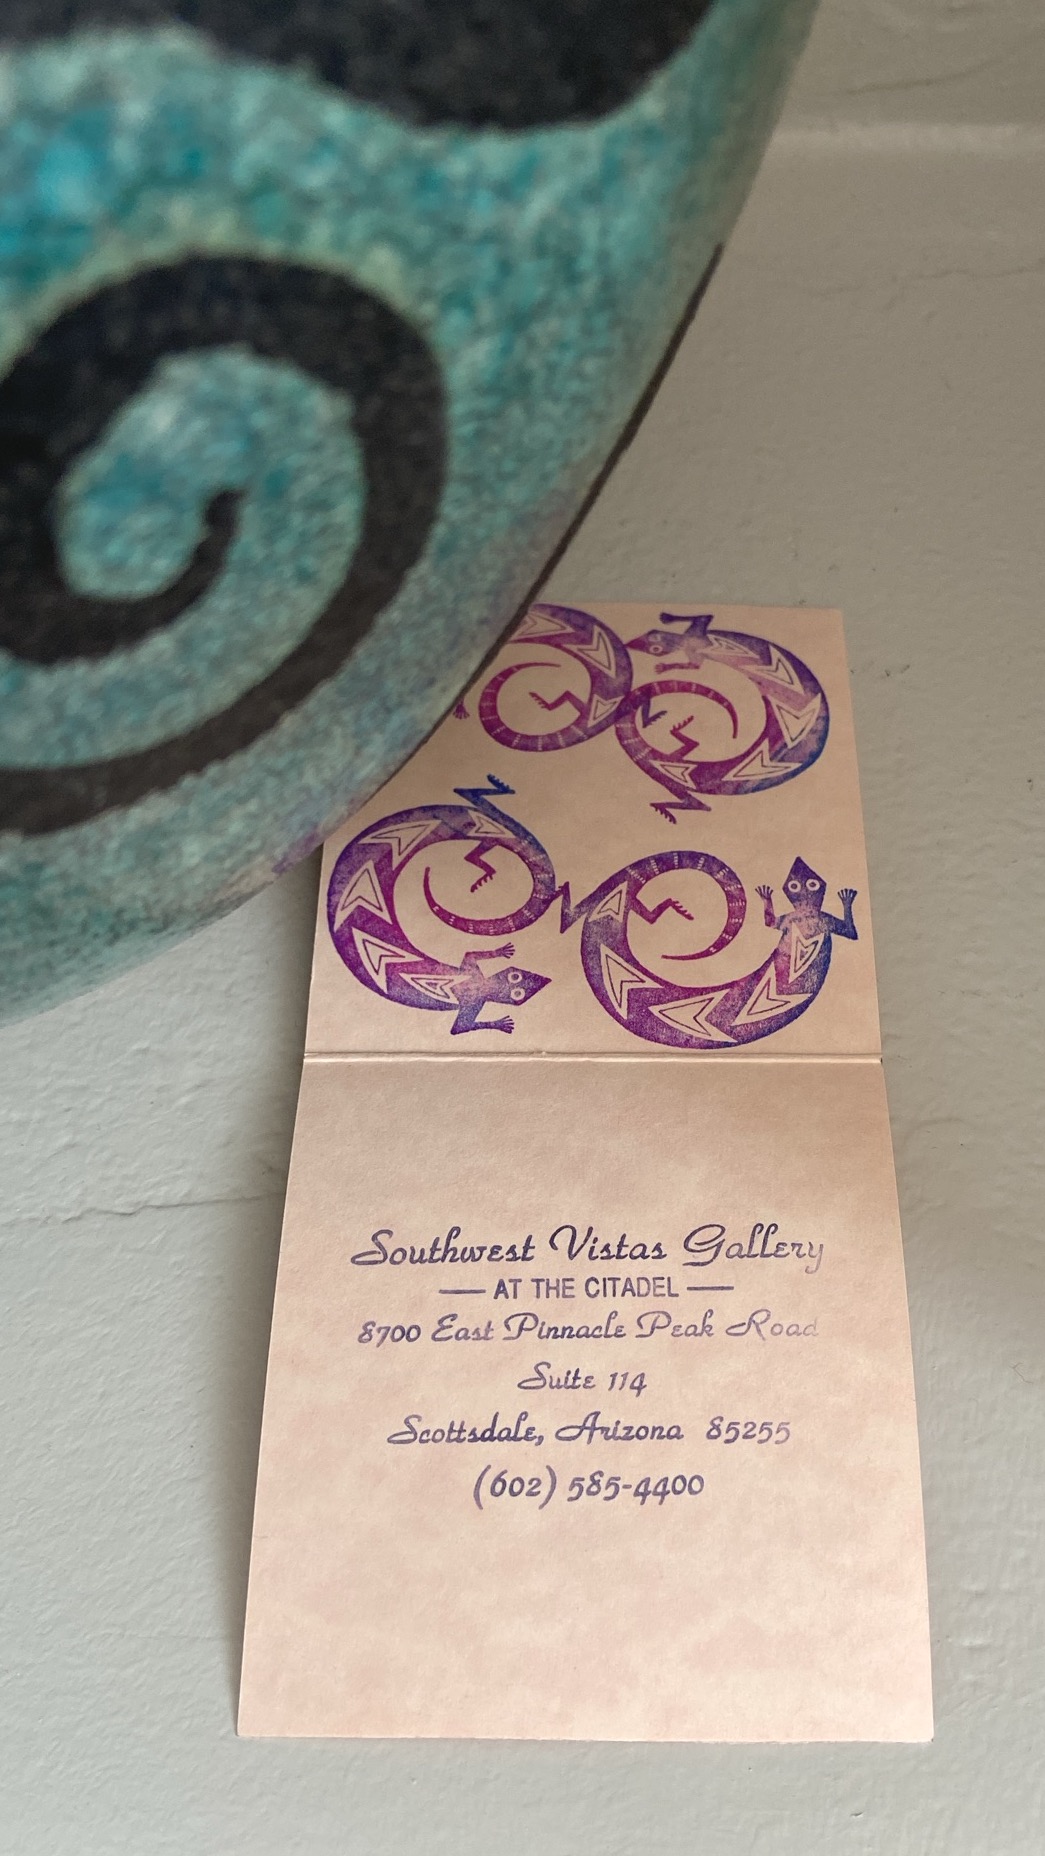 Southwest Vistas Gallery
— AT THE CITADEL —
8700 East Pinnacle Peak Road
Suite 114
Scottsdale, Arizona 85255
(602) 585-4400